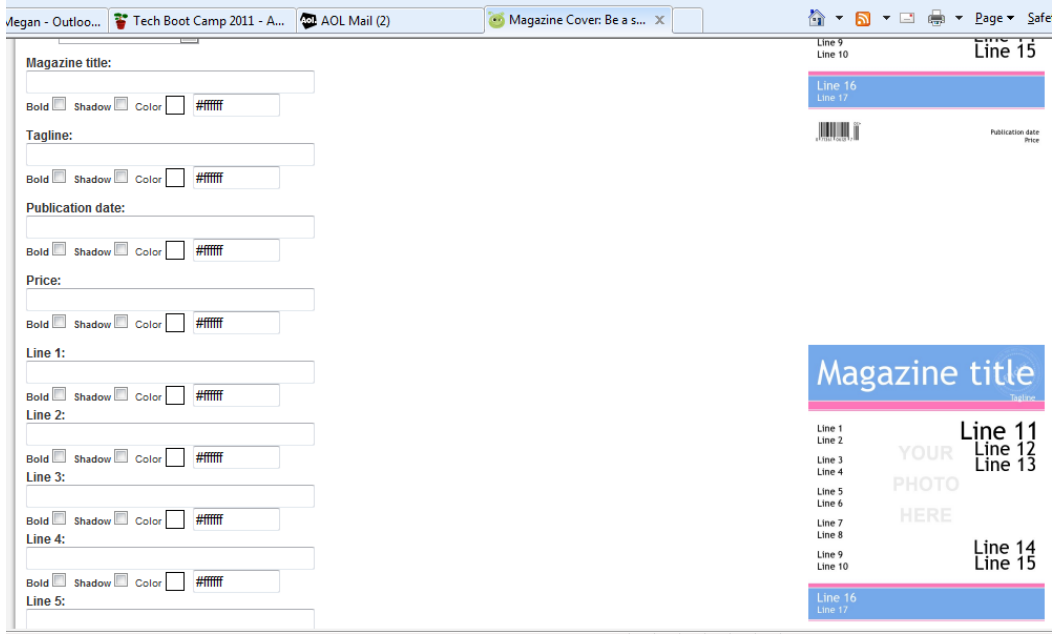 Megan - Outloo... Tech Boot Camp 2011 - A... AOL Mail (2) Magazine Cover: Be a s... X Page Safe
Magazine title:
Bold Shadow Color #ffffff
Tagline:
Bold Shadow Color #ffffff
Publication date:
Bold Shadow Color #ffffff
Price:
Bold Shadow Color #ffffff
Line 1:
Bold Shadow Color #ffffff
Line 2:
Bold Shadow Color #ffffff
Line 3:
Bold Shadow Color #ffffff
Line 4:
Bold Shadow Color #ffffff
Line 5:
Line 9
Line 10
Line 15
Line 16
Line 17
Publication date
Price
Magazine title
Tagline
Line 1
Line 2
Line 3
Line 4
Line 5
Line 6
Line 7
Line 8
Line 9
Line 10
YOUR
PHOTO
HERE
Line 11
Line 12
Line 13
Line 14
Line 15
Line 16
Line 17